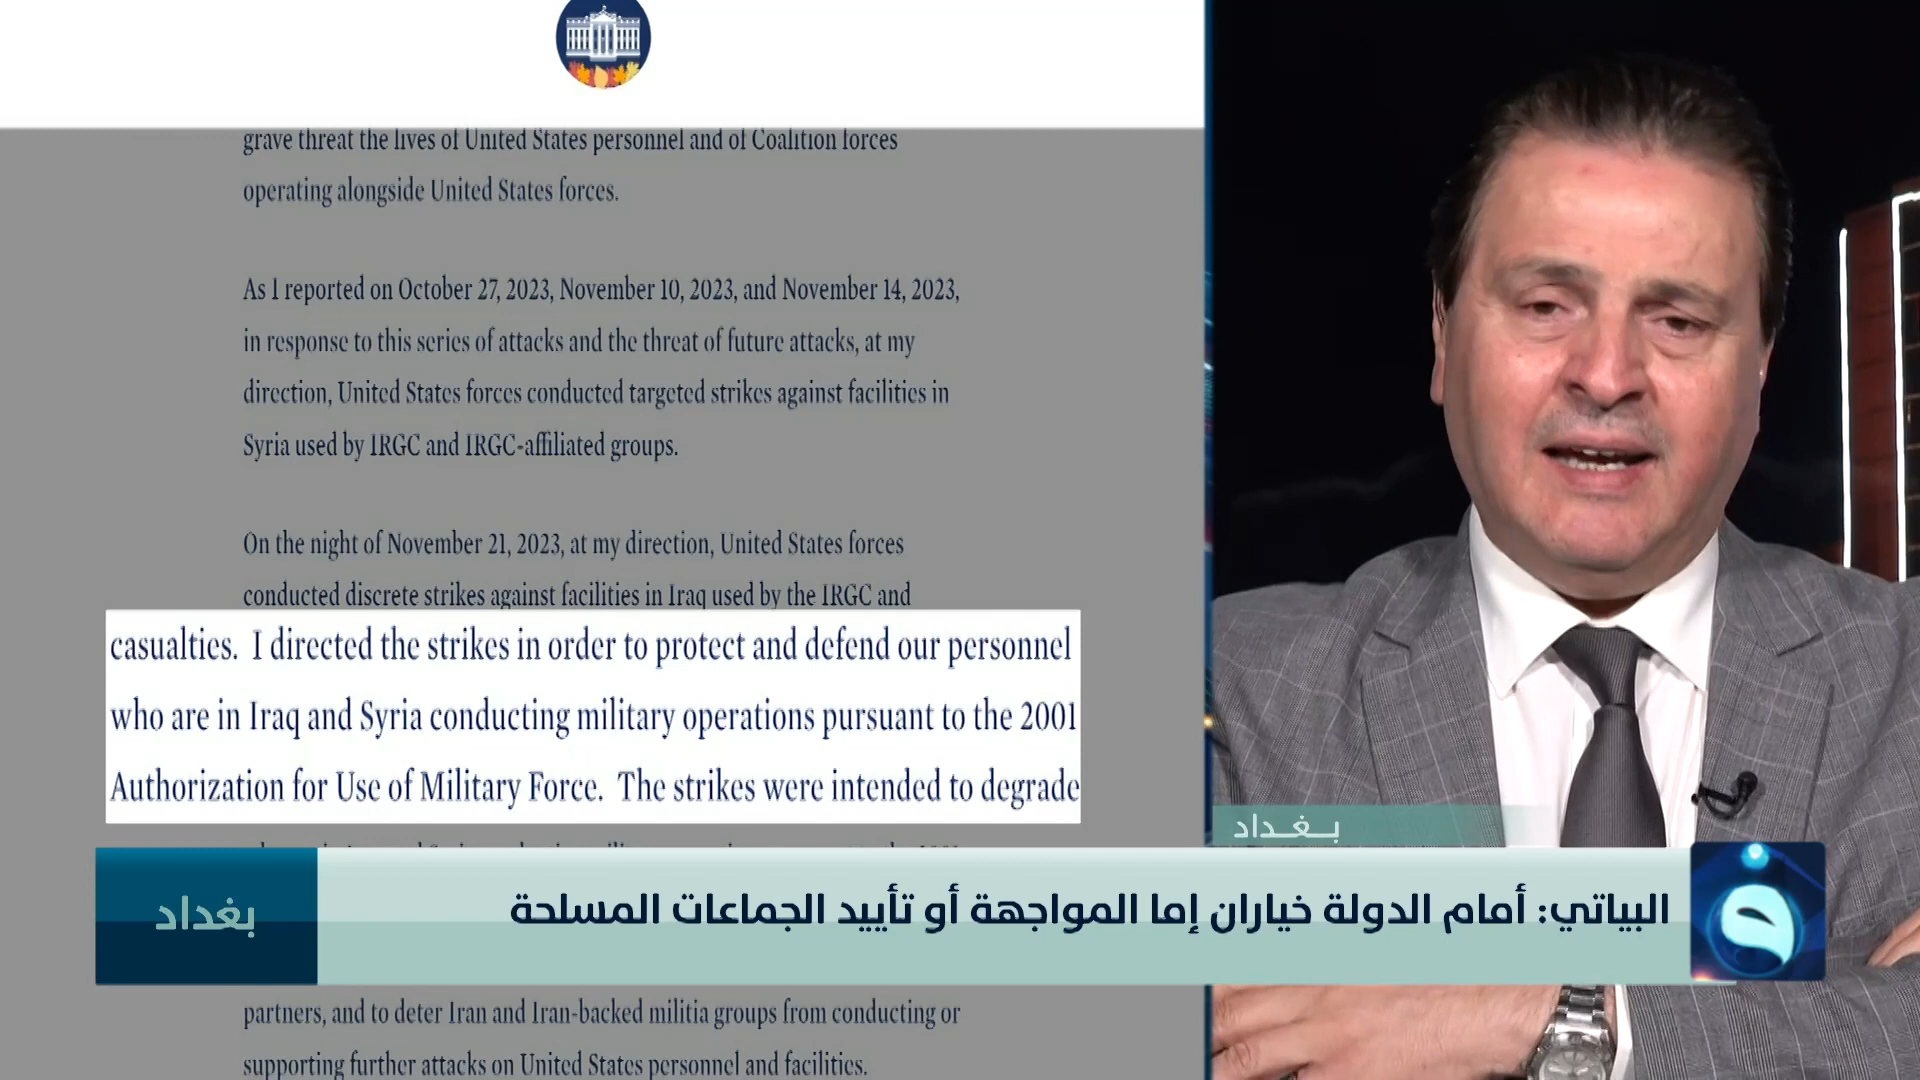 grave threat the lives of United States personnel and of Coalition forces
operating alongside United States forces.
As I reported on October 27, 2023, November 10, 2023, and November 14, 2023,
in response to this series of attacks and the threat of future attacks, at my
direction, United States forces conducted targeted strikes against facilities in
Syria used by IRGC and IRGC-affiliated groups.
On the night of November 21, 2023, at my direction, United States forces
conducted discrete strikes against facilities in Iraq used by the IRGC and
casualties. I directed the strikes in order to protect and defend our personnel
who are in Iraq and Syria conducting military operations pursuant to the 2001
Authorization for Use of Military Force. The strikes were intended to degrade
partners, and to deter Iran and Iran-backed militia groups from conducting or
supporting further attacks on United States personnel and facilities.
بـغـداد
البياتي: أمام الدولة خياران إما المواجهة أو تأييد الجماعات المسلحة
بغداد